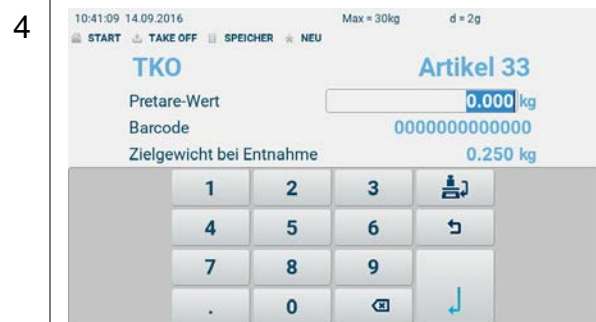 4
10:41:09 14.09.2016 Max = 30kg d = 2g
START TAKE OFF SPEICHER NEU
TKO Artikel 33
Pretare-Wert 0.000 kg
Barcode 0000000000000
Zielgewicht bei Entnahme 0.250 kg
1 2 3
4 5 6
7 8 9
. 0